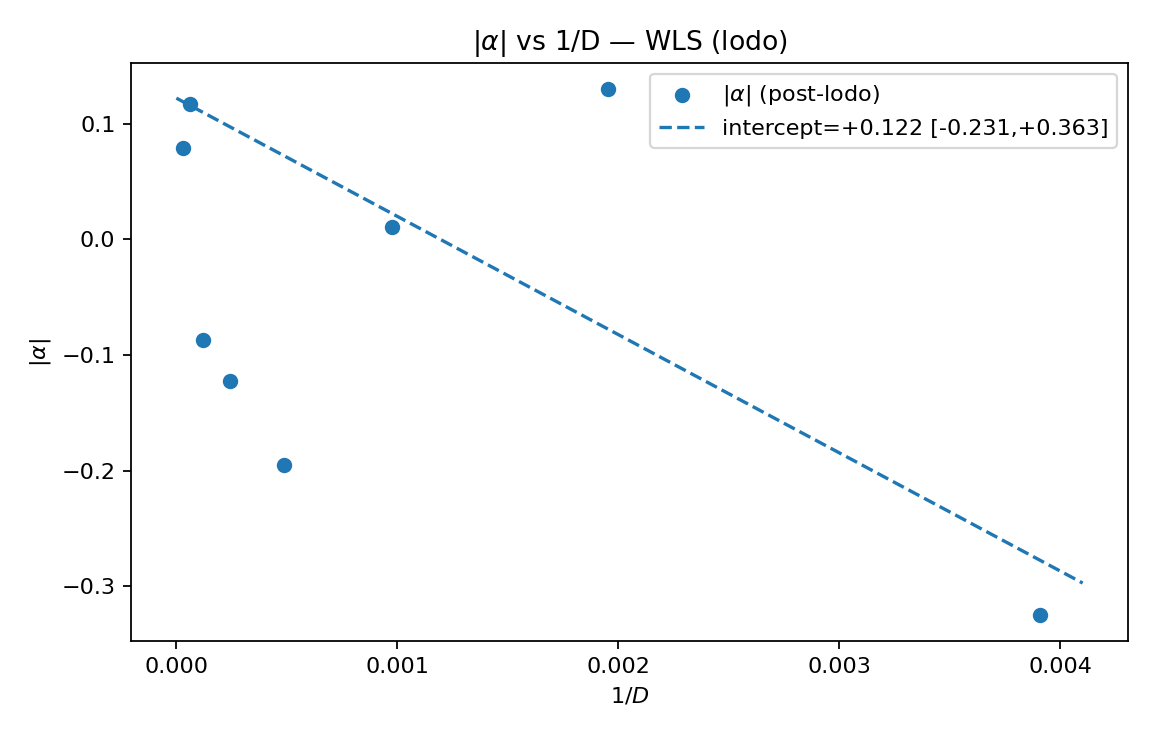 |α| vs 1/D — WLS (lodo)
|α| (post-lodo)
intercept=+0.122 [-0.231,+0.363]
0.1
0.0
−0.1
−0.2
−0.3
|α|
0.000 0.001 0.002 0.003 0.004
1/D